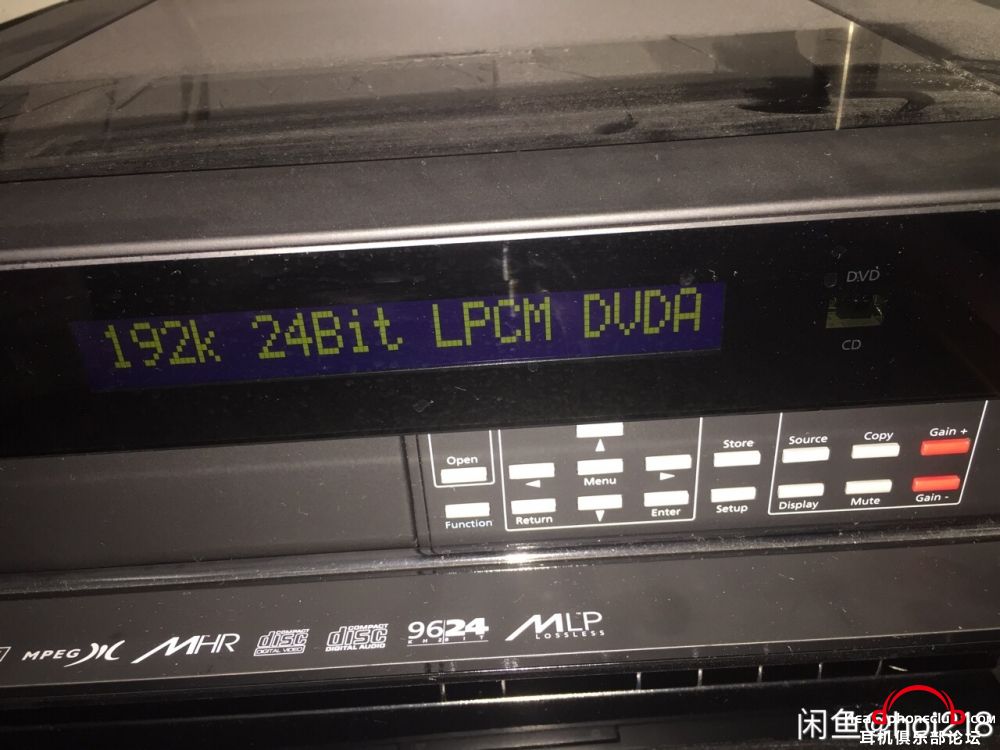 DVD
192k 24Bit LPCM DVDA
CD
Open
Function
Return
Menu
Enter
Store
Setup
Source
Copy
Gain +
Display
Mute
Gain -
MPEG
MHR
COMPACT
disc
DIGITAL VIDEO
COMPACT
disc
DIGITAL AUDIO
96 24
MLP
LOSSLESS
闲鱼
耳机俱乐部论坛